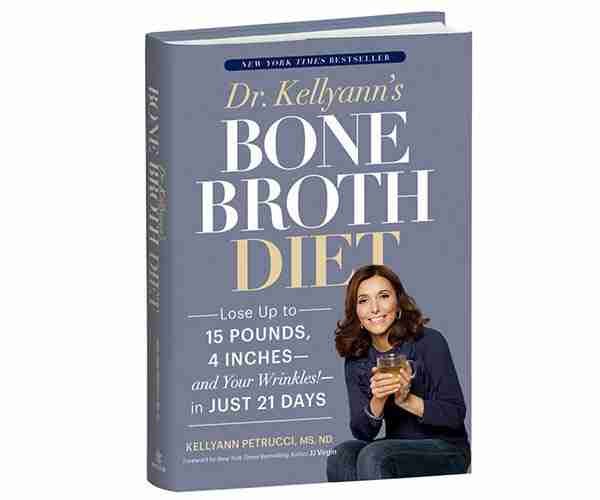 NEW YORK TIMES BESTSELLER
Dr. Kellyann's
BONE
BROTH
DIET
Lose Up to
15 POUNDS,
4 INCHES—
and Your Wrinkles!—
in JUST 21 DAYS
KELLYANN PETRUCCI, MS, ND
Foreword by New York Times Bestselling Author JJ Virgin
Dr. Kellyann's
BONE BROTH DIET